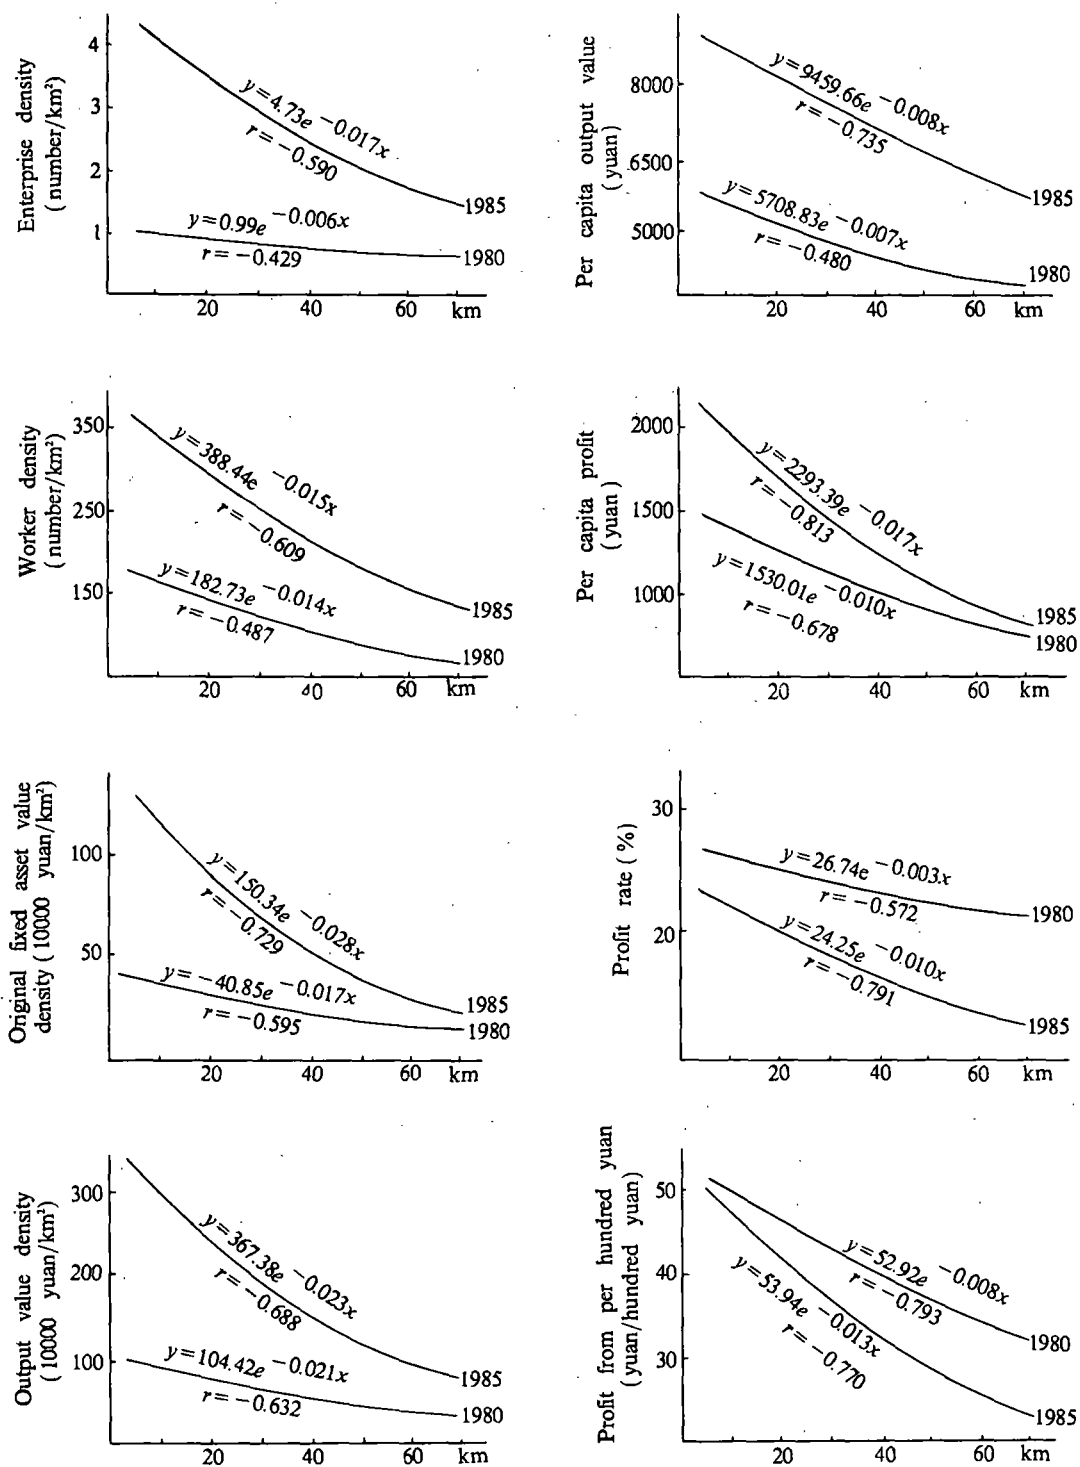 Enterprise density
(number/km²)
4
3
2
1
y=4.73e −0.017x
r=−0.590
1985
y=0.99e −0.006x
r=−0.429
1980
20 40 60 km
Per capita output value
(yuan)
8000
6500
5000
y=9459.66e −0.008x
r=−0.735
1985
y=5708.83e −0.007x
r=−0.480
1980
20 40 60 km
Worker density
(number/km²)
350
250
150
y=388.44e −0.015x
r=−0.609
1985
y=182.73e −0.014x
r=−0.487
1980
20 40 60 km
Per capita profit
(yuan)
2000
1500
1000
y=2293.39e −0.017x
r=−0.813
1985
y=1530.01e −0.010x
r=−0.678
1980
20 40 60 km
Original fixed asset value
density (10000 yuan/km²)
100
50
y=150.34e −0.028x
r=−0.729
1985
y=−40.85e −0.017x
r=−0.595
1980
20 40 60 km
Profit rate (%)
30
20
y=26.74e −0.003x
r=−0.572
1980
y=24.25e −0.010x
r=−0.791
1985
20 40 60 km
Output value density
(10000 yuan/km²)
300
200
100
y=367.38e −0.023x
r=−0.688
1985
y=104.42e −0.021x
r=−0.632
1980
20 40 60 km
Profit from per hundred yuan
(yuan/hundred yuan)
50
40
30
y=52.92e −0.008x
r=−0.793
1980
y=53.94e −0.013x
r=−0.770
1985
20 40 60 km